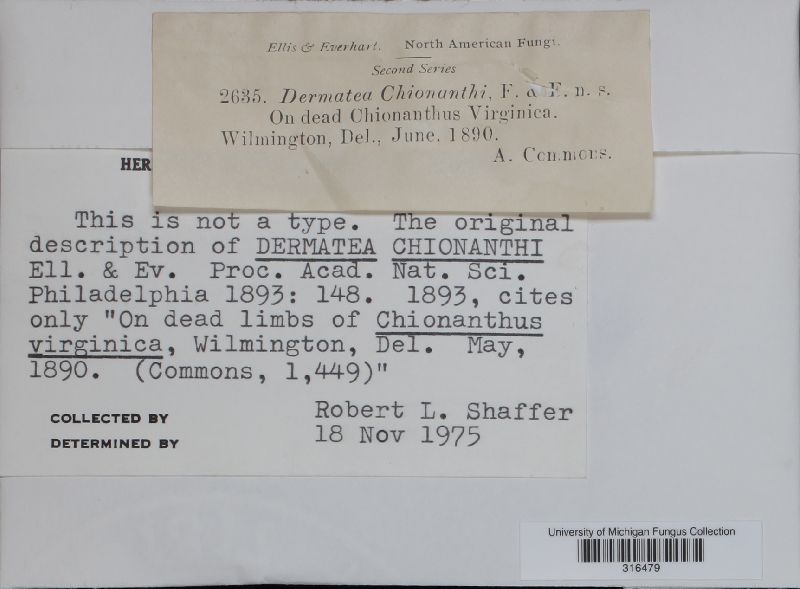 Ellis & Everhart. North American Fungi.
Second Series
2635. Dermatea Chionanthi, E. & E. n. s.
On dead Chionanthus Virginica.
Wilmington, Del., June. 1890.
A. Commons.
HER
This is not a type. The original
description of DERMATEA CHIONANTHI
Ell. & Ev. Proc. Acad. Nat. Sci.
Philadelphia 1893: 148. 1893, cites
only "On dead limbs of Chionanthus
virginica, Wilmington, Del. May,
1890. (Commons, 1,449)"
COLLECTED BY Robert L. Shaffer
DETERMINED BY 18 Nov 1975
University of Michigan Fungus Collection
316479